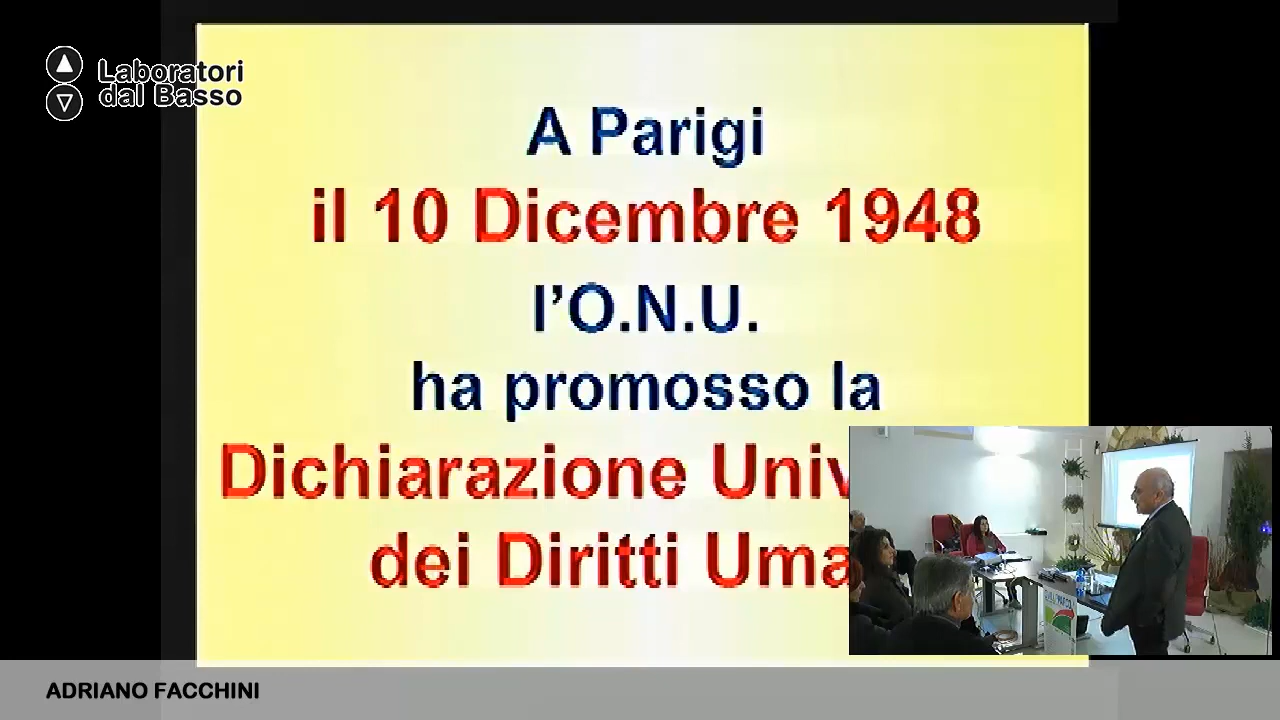 Laboratori
dal Basso
A Parigi
il 10 Dicembre 1948
l'O.N.U.
ha promosso la
Dichiarazione Univ
dei Diritti Uma
ADRIANO FACCHINI